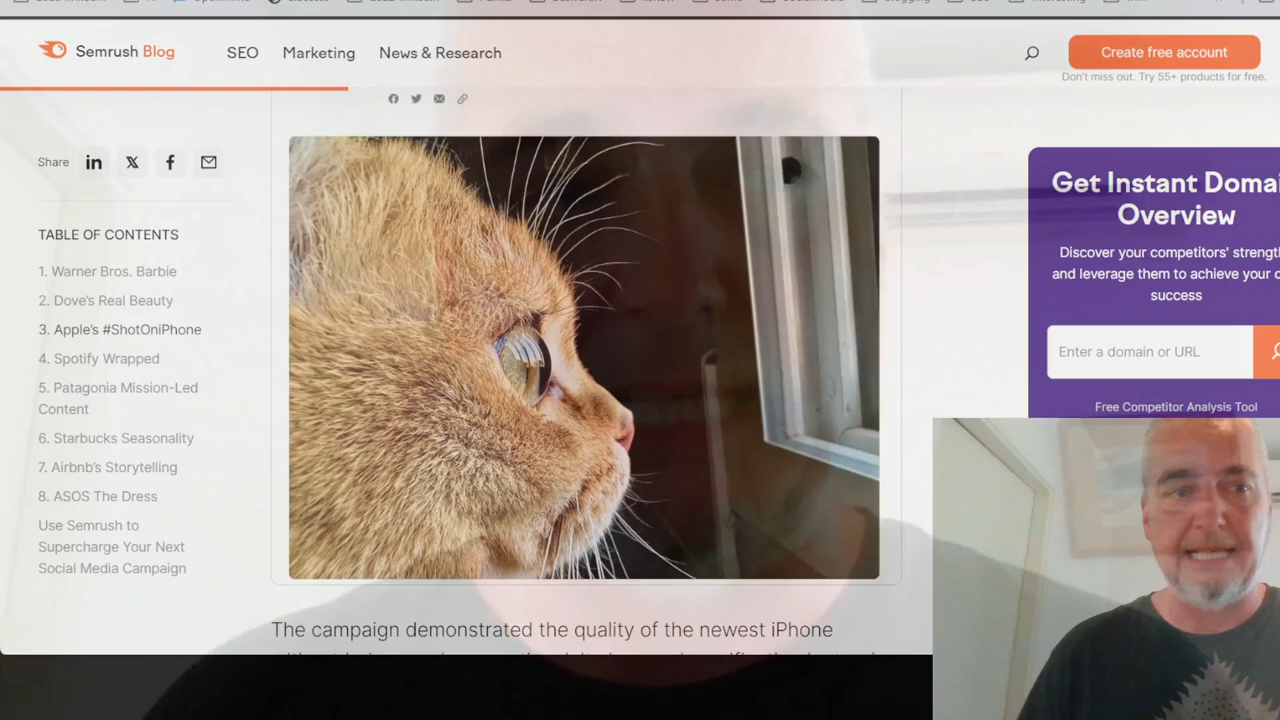 Semrush Blog
SEO
Marketing
News & Research
Create free account
Don't miss out. Try 55+ products for free.
Share
TABLE OF CONTENTS
1. Warner Bros. Barbie
2. Dove's Real Beauty
3. Apple's #ShotOniPhone
4. Spotify Wrapped
5. Patagonia Mission-Led
Content
6. Starbucks Seasonality
7. Airbnb's Storytelling
8. ASOS The Dress
Use Semrush to
Supercharge Your Next
Social Media Campaign
The campaign demonstrated the quality of the newest iPhone
Get Instant Domai
Overview
Discover your competitors' strengt
and leverage them to achieve your o
success
Enter a domain or URL
Free Competitor Analysis Tool